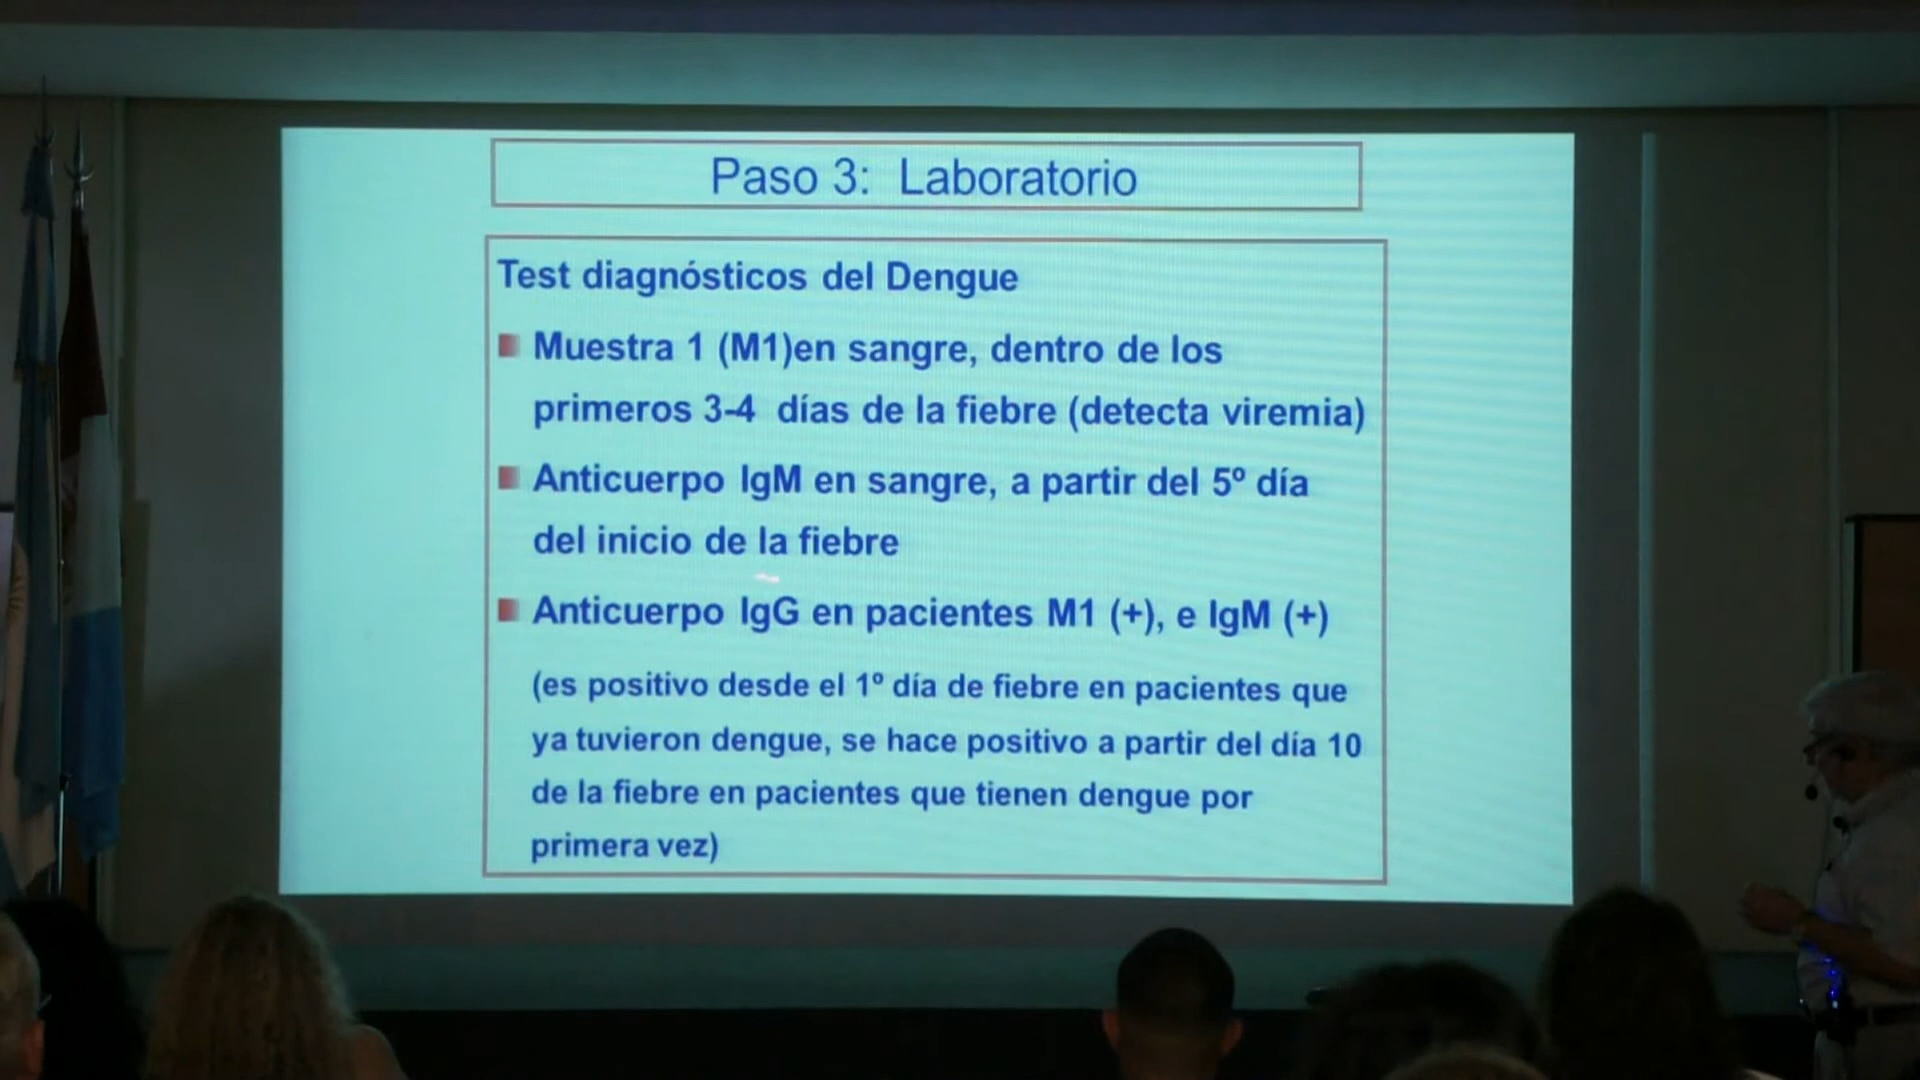 Paso 3: Laboratorio
Test diagnósticos del Dengue
Muestra 1 (M1)en sangre, dentro de los
primeros 3-4 días de la fiebre (detecta viremia)
Anticuerpo IgM en sangre, a partir del 5º día
del inicio de la fiebre
Anticuerpo IgG en pacientes M1 (+), e IgM (+)
(es positivo desde el 1º día de fiebre en pacientes que
ya tuvieron dengue, se hace positivo a partir del día 10
de la fiebre en pacientes que tienen dengue por
primera vez)